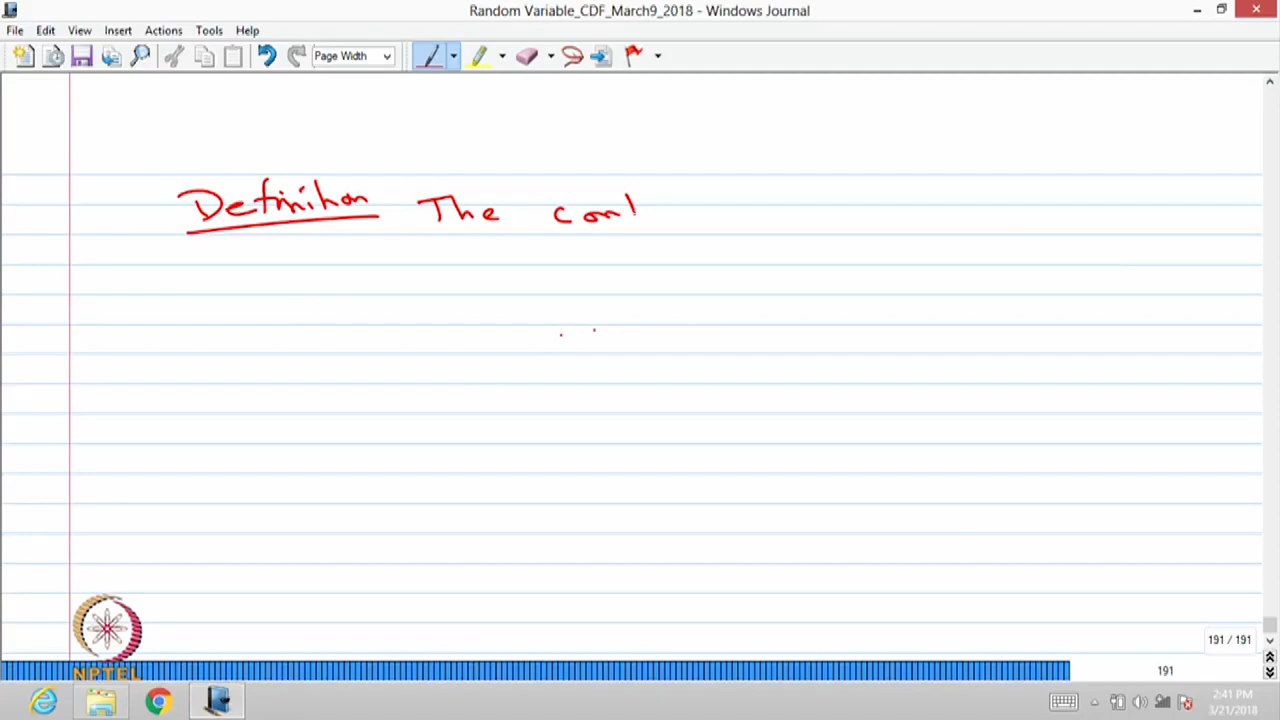 Random Variable_CDF_March9_2018 - Windows Journal
File Edit View Insert Actions Tools Help
Page Width
Definition The
191 / 191
191
NPTEL
2:41 PM
3/21/2018